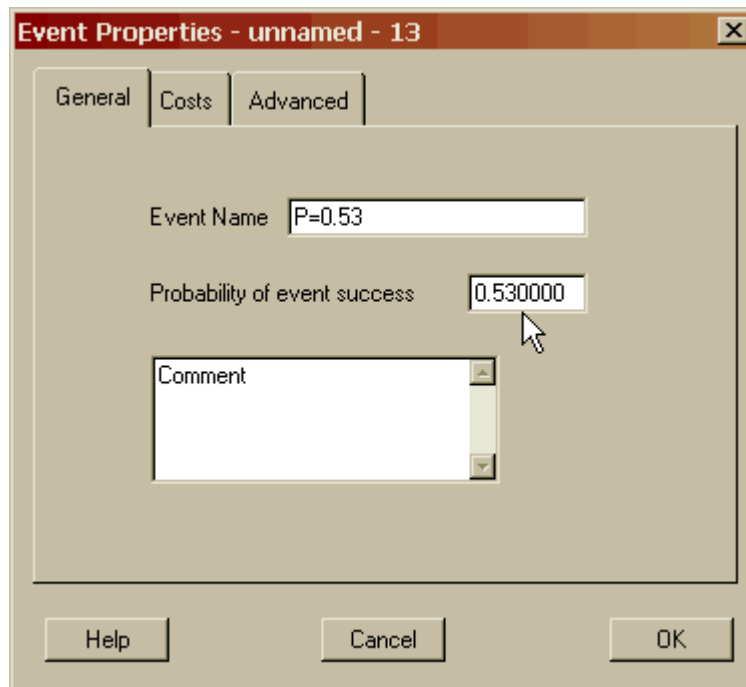 Event Properties - unnamed - 13
General Costs Advanced
Event Name P=0.53
Probability of event success 0.530000
Comment
Help Cancel OK